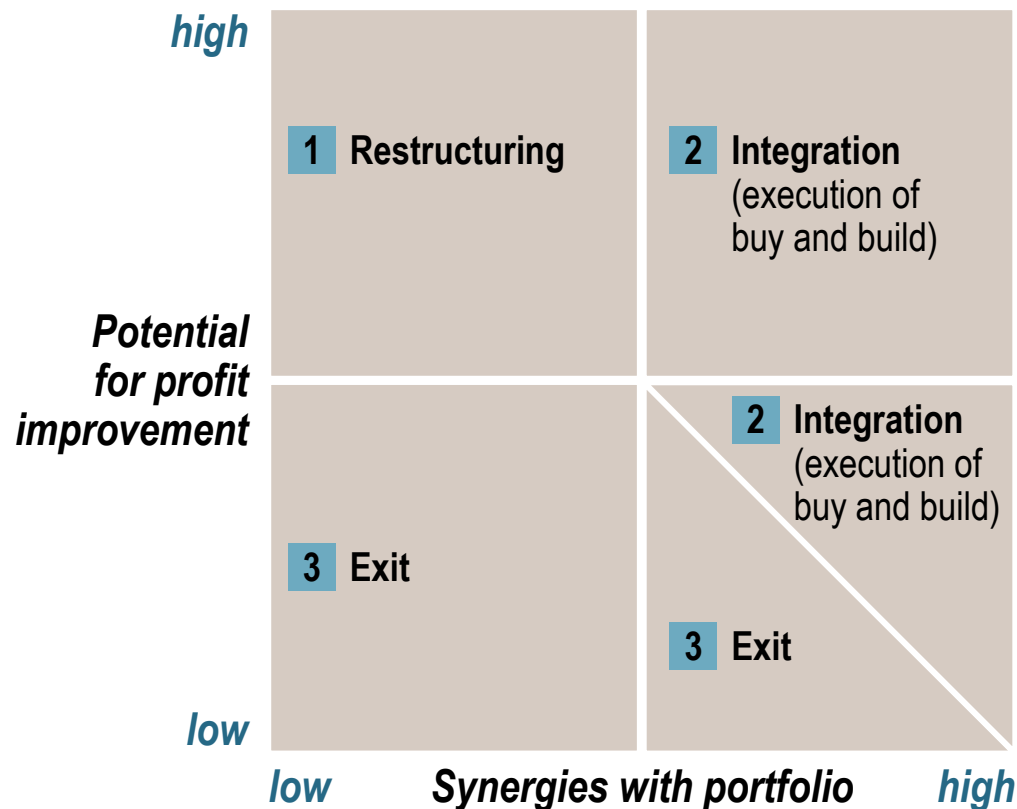 high
1 Restructuring
2 Integration
(execution of
buy and build)
Potential
for profit
improvement
2 Integration
(execution of
buy and build)
3 Exit
3 Exit
low
low Synergies with portfolio high